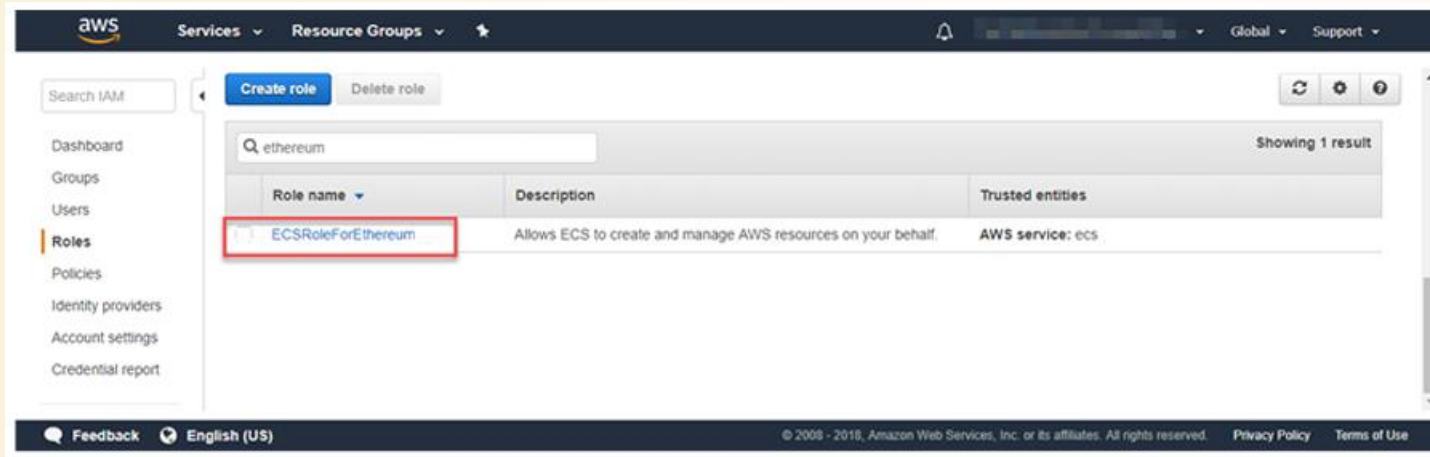 aws Services Resource Groups Global Support
Search IAM
Create role Delete role
Dashboard
Groups
Users
Roles
Policies
Identity providers
Account settings
Credential report
ethereum Showing 1 result
Role name Description Trusted entities
ECSRoleForEthereum Allows ECS to create and manage AWS resources on your behalf. AWS service: ecs
Feedback English (US) © 2008 - 2018, Amazon Web Services, Inc. or its affiliates. All rights reserved. Privacy Policy Terms of Use